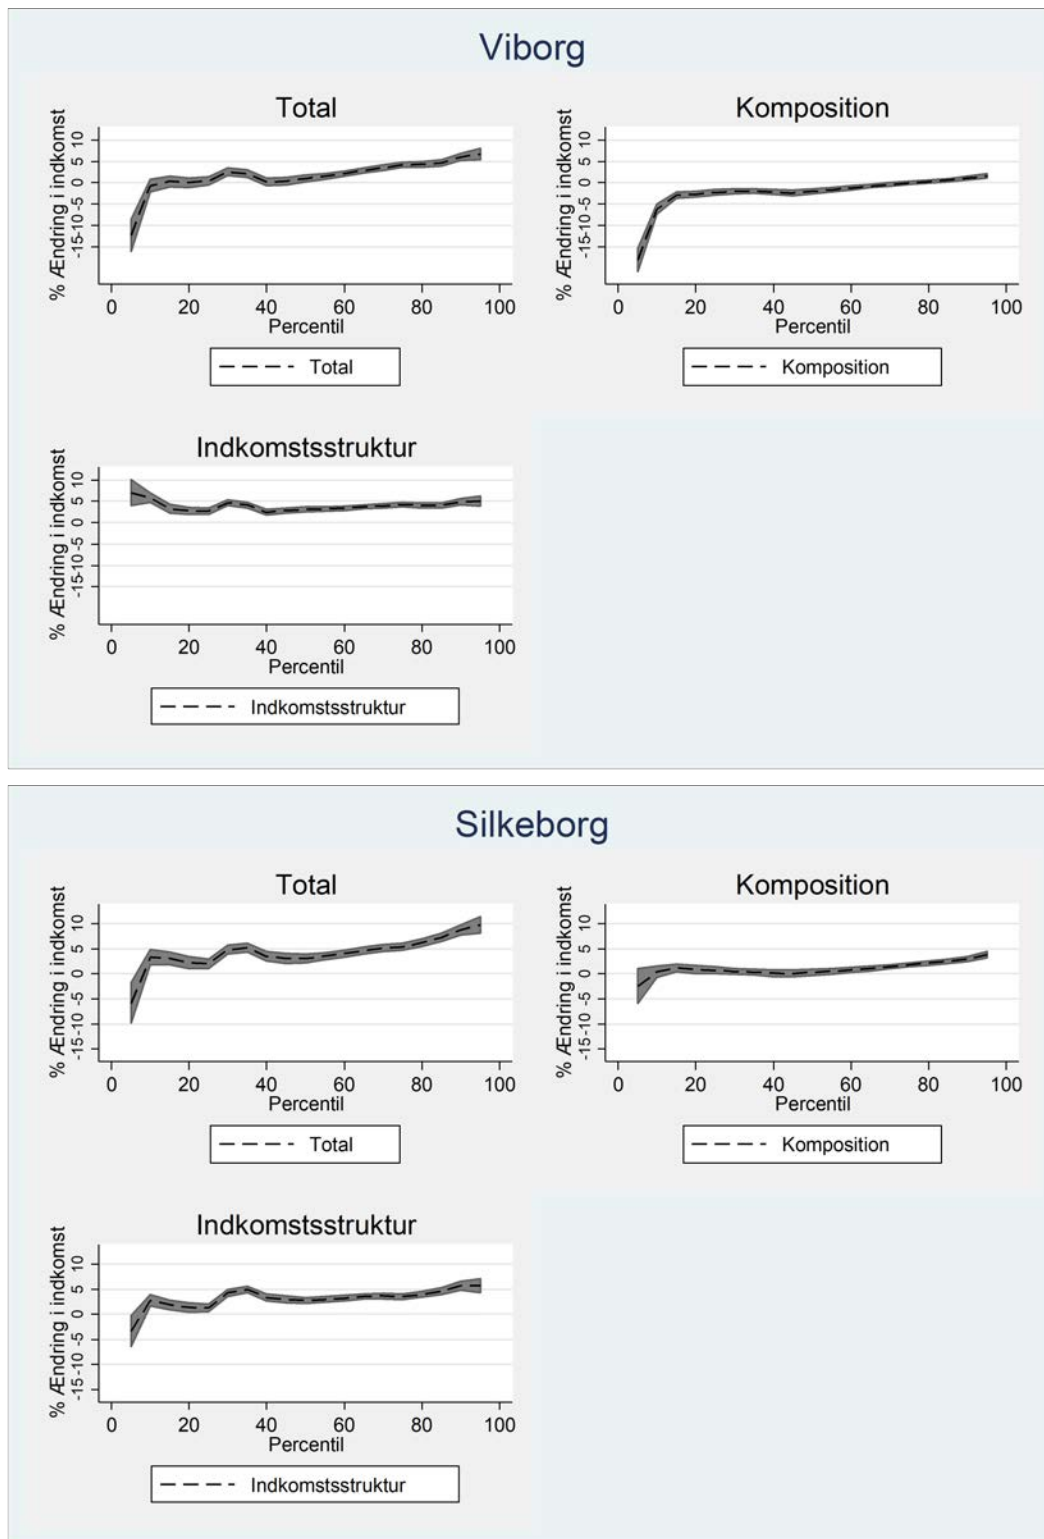 Viborg
Total
% Ændring i indkomst
10
5
0
-5
-10
-15
0 20 40 60 80 100
Percentil
Total
Komposition
% Ændring i indkomst
10
5
0
-5
-10
-15
0 20 40 60 80 100
Percentil
Komposition
Indkomstsstruktur
% Ændring i indkomst
10
5
0
-5
-10
-15
0 20 40 60 80 100
Percentil
Indkomstsstruktur
Silkeborg
Total
% Ændring i indkomst
10
5
0
-5
-10
-15
0 20 40 60 80 100
Percentil
Total
Komposition
% Ændring i indkomst
10
5
0
-5
-10
-15
0 20 40 60 80 100
Percentil
Komposition
Indkomstsstruktur
% Ændring i indkomst
10
5
0
-5
-10
-15
0 20 40 60 80 100
Percentil
Indkomstsstruktur